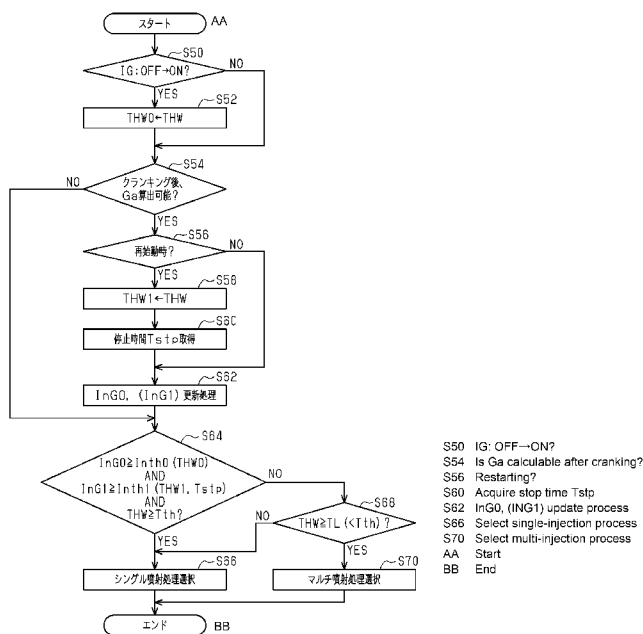 スタート
AA
S50
IG:OFF→ON?
NO
YES
S52
THW0←THW
S54
NO
クランキング後、
Ga算出可能?
YES
S56
再始動時?
NO
YES
S58
THW1←THW
S60
停止時間Tstp取得
S62
InG0, (InG1) 更新処理
S64
InG0≧Inth0 (THW0)
AND
InG1≧Inth1 (THW1, Tstp)
AND
THW≧Tth?
NO
YES
S68
NO
THW≧TL (<Tth) ?
YES
S66
シングル噴射処理選択
S70
マルチ噴射処理選択
エンド
BB
S50 IG: OFF→ON?
S54 Is Ga calculable after cranking?
S56 Restarting?
S60 Acquire stop time Tstp
S62 InG0, (ING1) update process
S66 Select single-injection process
S70 Select multi-injection process
AA Start
BB End